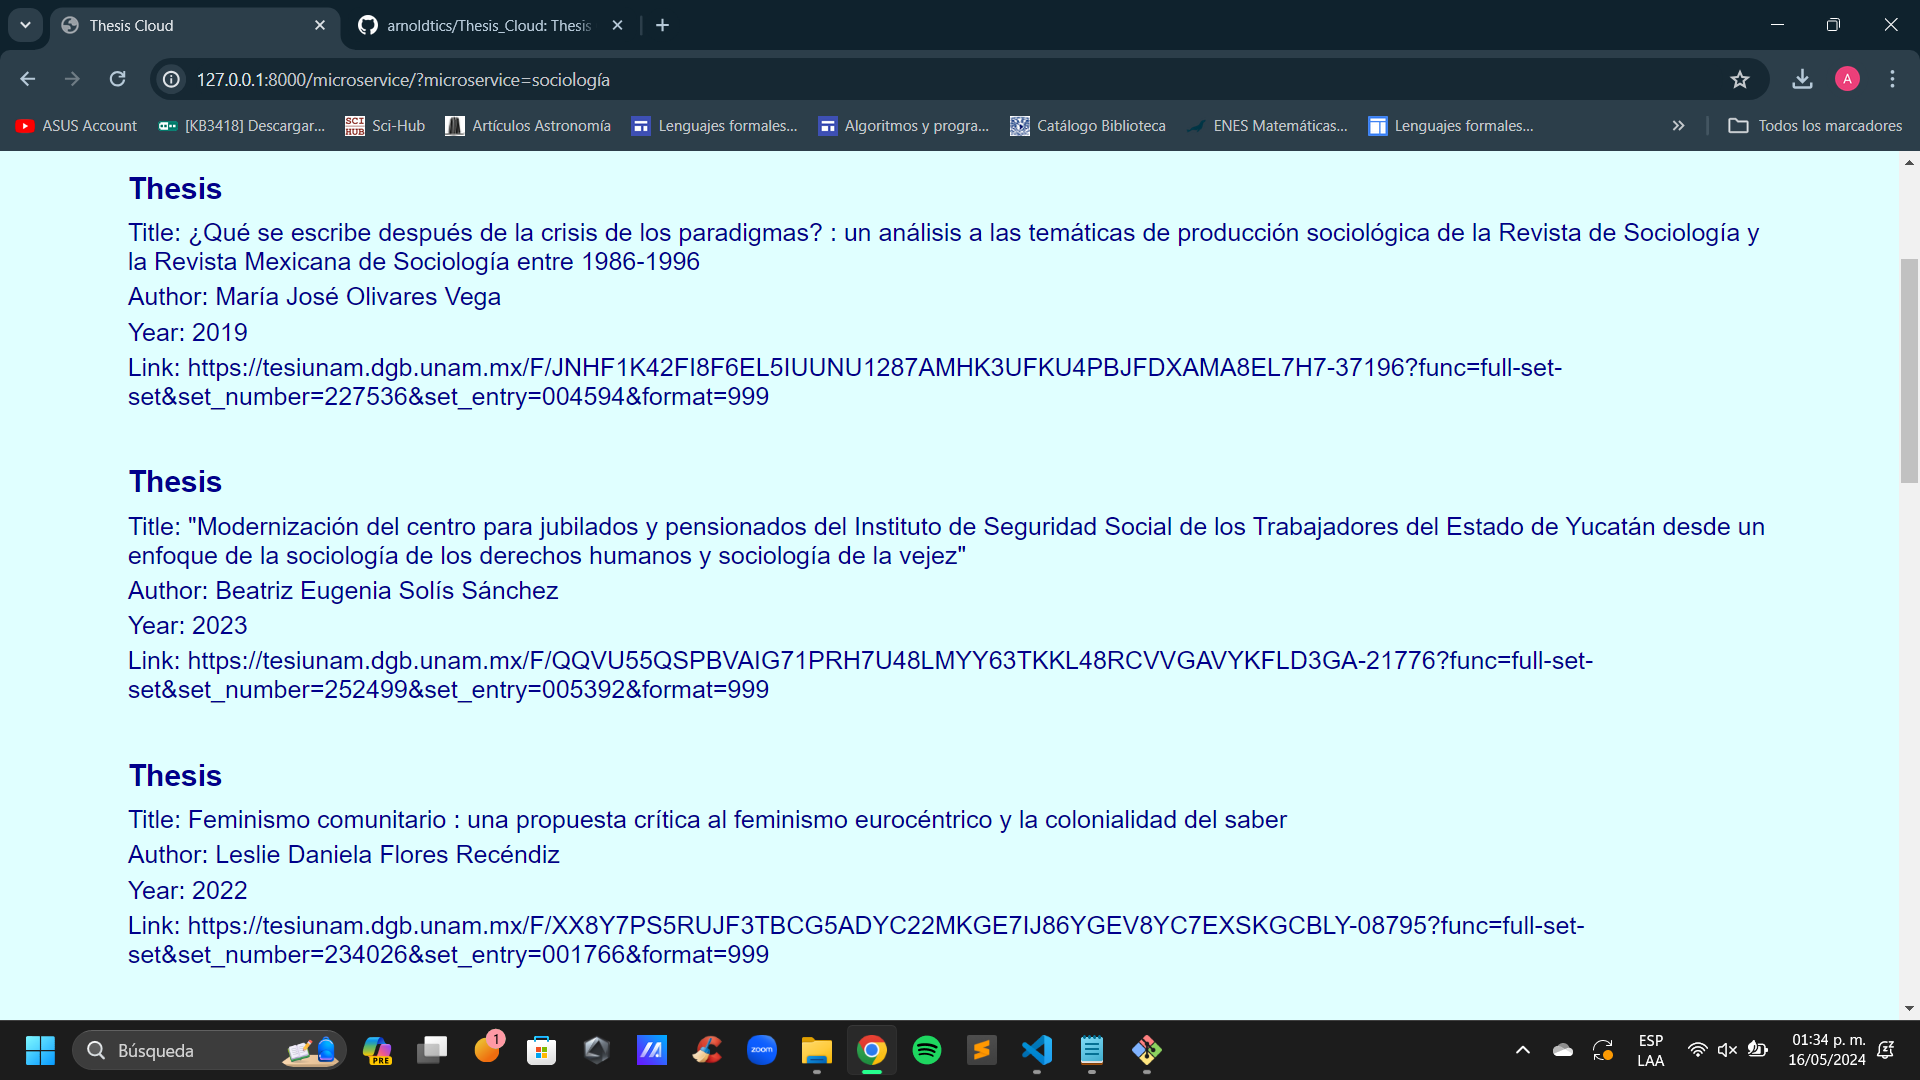 Thesis Cloud
arnoldtics/Thesis_Cloud: Thesis
127.0.0.1:8000/microservice/?microservice=sociología
A
ASUS Account
[KB3418] Descargar...
SCI HUB
Sci-Hub
Artículos Astronomía
Lenguajes formales...
Algoritmos y progra...
Catálogo Biblioteca
ENES Matemáticas...
Lenguajes formales...
Todos los marcadores
Thesis
Title: ¿Qué se escribe después de la crisis de los paradigmas? : un análisis a las temáticas de producción sociológica de la Revista de Sociología y
la Revista Mexicana de Sociología entre 1986-1996
Author: María José Olivares Vega
Year: 2019
Link: https://tesiunam.dgb.unam.mx/F/JNHF1K42FI8F6EL5IUUNU1287AMHK3UFKU4PBJFDXAMA8EL7H7-37196?func=full-set-
set&set_number=227536&set_entry=004594&format=999
Thesis
Title: "Modernización del centro para jubilados y pensionados del Instituto de Seguridad Social de los Trabajadores del Estado de Yucatán desde un
enfoque de la sociología de los derechos humanos y sociología de la vejez"
Author: Beatriz Eugenia Solís Sánchez
Year: 2023
Link: https://tesiunam.dgb.unam.mx/F/QQVU55QSPBVAIG71PRH7U48LMYY63TKKL48RCVVGAVYKFLD3GA-21776?func=full-set-
set&set_number=252499&set_entry=005392&format=999
Thesis
Title: Feminismo comunitario : una propuesta crítica al feminismo eurocéntrico y la colonialidad del saber
Author: Leslie Daniela Flores Recéndiz
Year: 2022
Link: https://tesiunam.dgb.unam.mx/F/XX8Y7PS5RUJF3TBCG5ADYC22MKGE7IJ86YGEV8YC7EXSKGCBLY-08795?func=full-set-
set&set_number=234026&set_entry=001766&format=999
Búsqueda
PRE
1
zoom
ESP
LAA
01:34 p. m.
16/05/2024